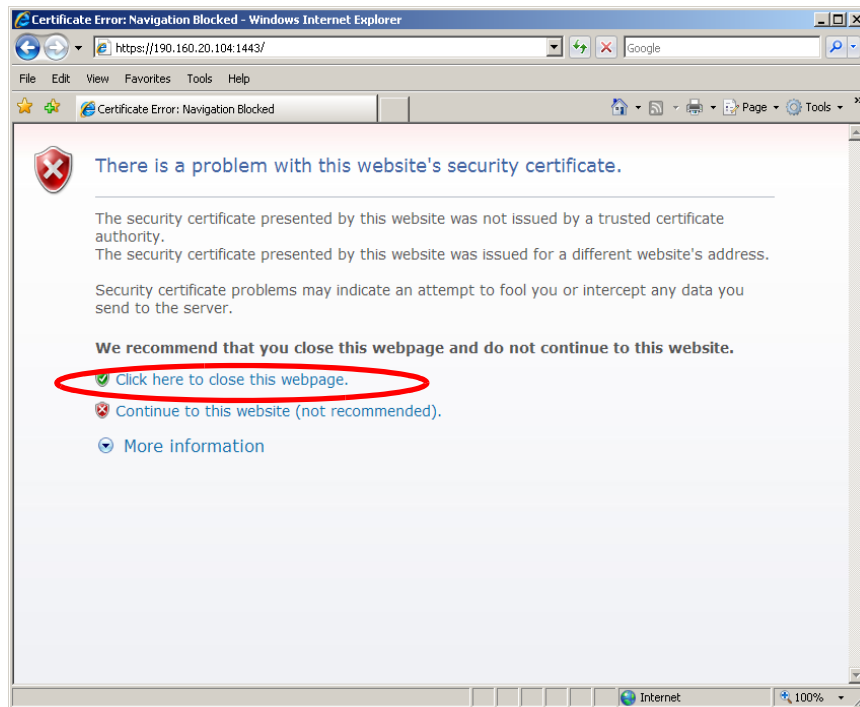 Certificate Error: Navigation Blocked - Windows Internet Explorer
https://190.160.20.104:1443/
Google
File Edit View Favorites Tools Help
Certificate Error: Navigation Blocked
Page Tools
There is a problem with this website's security certificate.
The security certificate presented by this website was not issued by a trusted certificate
authority.
The security certificate presented by this website was issued for a different website's address.
Security certificate problems may indicate an attempt to fool you or intercept any data you
send to the server.
We recommend that you close this webpage and do not continue to this website.
Click here to close this webpage.
Continue to this website (not recommended).
More information
Internet
100%